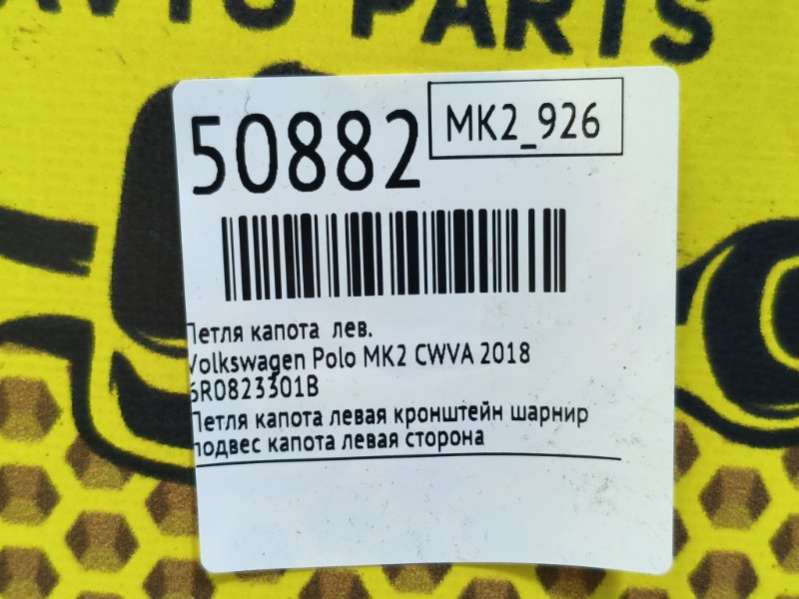 AUTO PARTS
50882
MK2_926
Петля капота лев.
Volkswagen Polo MK2 CWVA 2018
6R0823301B
Петля капота левая кронштейн шарнир
подвес капота левая сторона